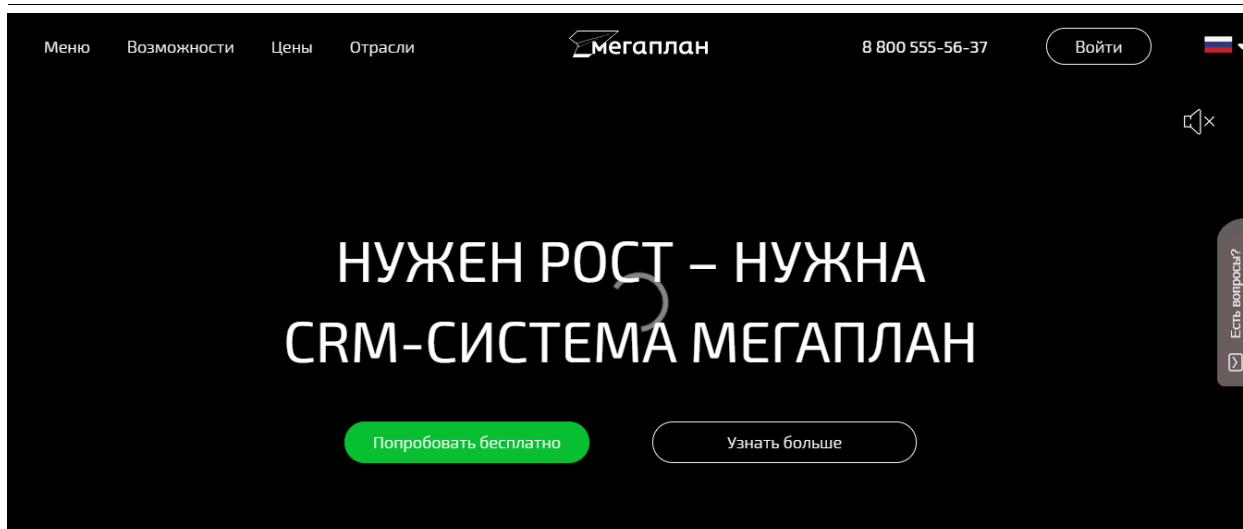 Меню Возможности Цены Отрасли мегаплан 8 800 555-56-37 Войти
НУЖЕН РОСТ – НУЖНА
CRM-СИСТЕМА МЕГАПЛАН
Есть вопросы?
Попробовать бесплатно Узнать больше